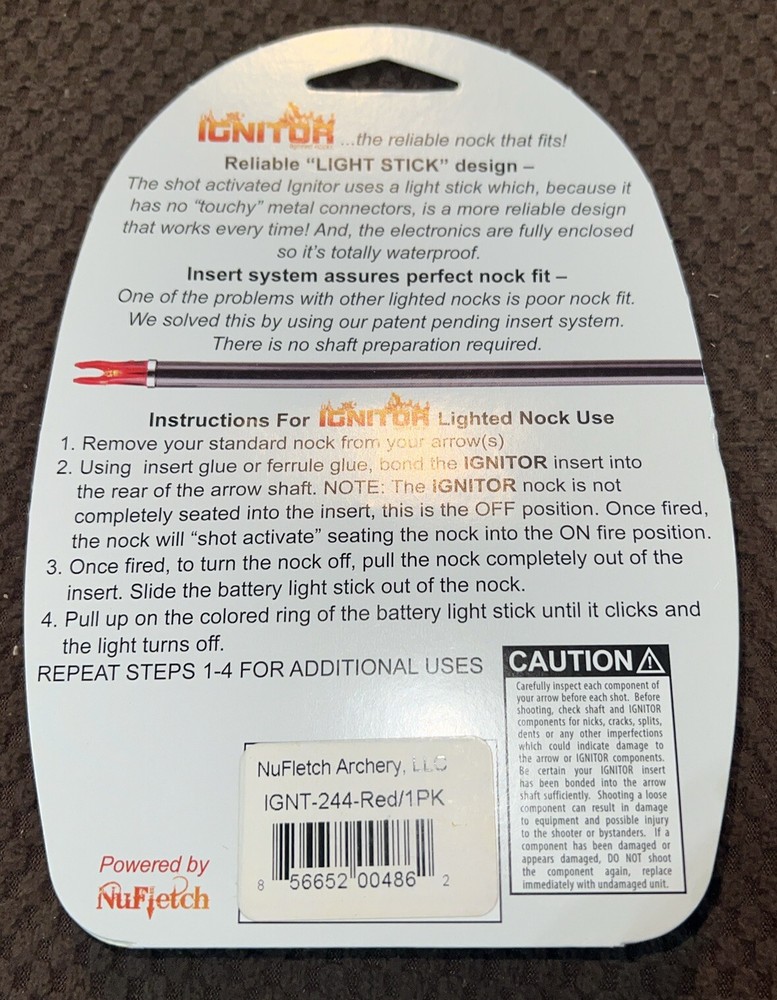 IGNITOR ...the reliable nock that fits!
Reliable “LIGHT STICK” design –
The shot activated Ignitor uses a light stick which, because it
has no “touchy” metal connectors, is a more reliable design
that works every time! And, the electronics are fully enclosed
so it's totally waterproof.
Insert system assures perfect nock fit –
One of the problems with other lighted nocks is poor nock fit.
We solved this by using our patent pending insert system.
There is no shaft preparation required.
Instructions For IGNITOR Lighted Nock Use
1. Remove your standard nock from your arrow(s)
2. Using insert glue or ferrule glue, bond the IGNITOR insert into
the rear of the arrow shaft. NOTE: The IGNITOR nock is not
completely seated into the insert, this is the OFF position. Once fired,
the nock will “shot activate” seating the nock into the ON fire position.
3. Once fired, to turn the nock off, pull the nock completely out of the
insert. Slide the battery light stick out of the nock.
4. Pull up on the colored ring of the battery light stick until it clicks and
the light turns off.
REPEAT STEPS 1-4 FOR ADDITIONAL USES
CAUTION
Carefully inspect each component of
your arrow before each shot. Before
shooting, check shaft and IGNITOR
components for nicks, cracks, splits,
dents or any other imperfections
which could indicate damage to
the arrow or IGNITOR components.
Be certain your IGNITOR insert
has been bonded into the arrow
shaft sufficiently. Shooting a loose
component can result in damage
to equipment and possible injury
to the shooter or bystanders. If a
component has been damaged or
appears damaged, DO NOT shoot
the component again, replace
immediately with undamaged unit.
NuFletch Archery, LLC
IGNT-244-Red/1PK
8 56652 00486 2
Powered by
NuFletch